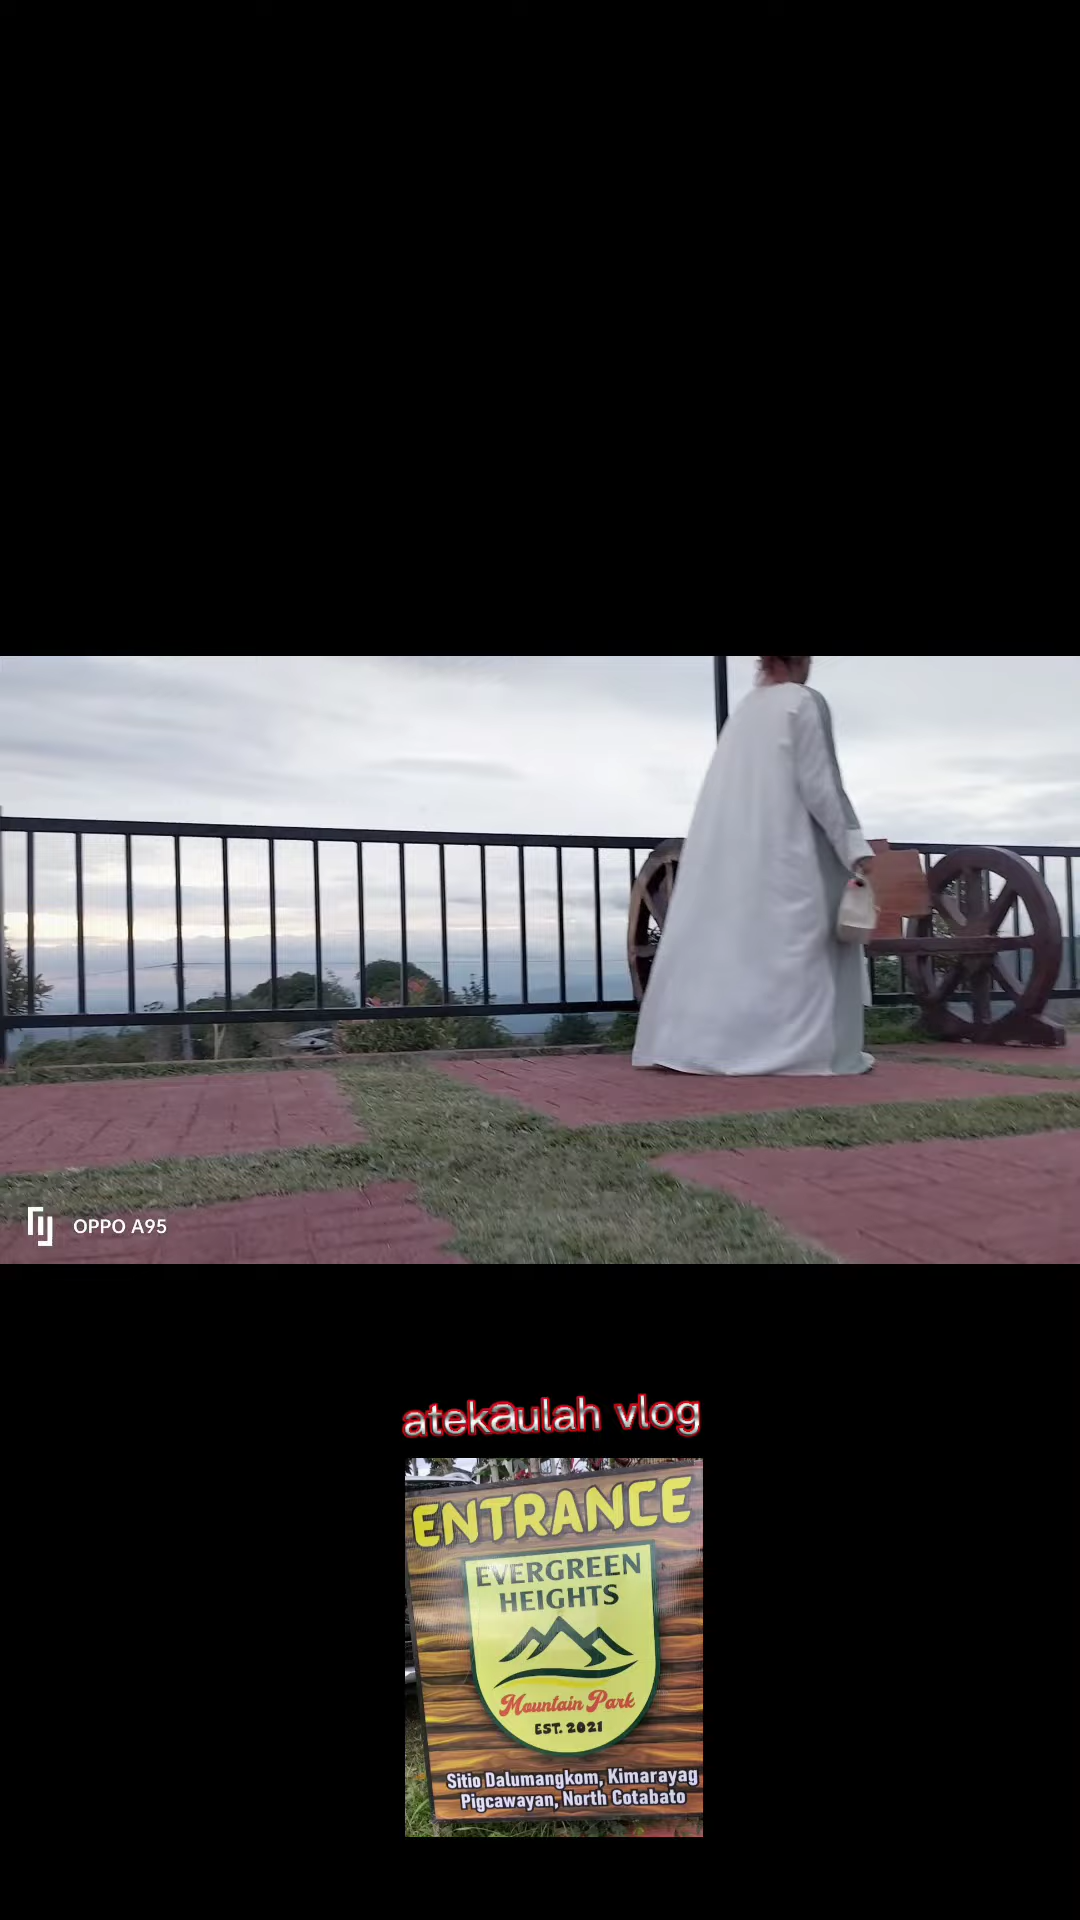 OPPO A95
atekaulah vlog
ENTRANCE
EVERGREEN
HEIGHTS
Mountain Park
EST. 2021
Sitio Dalumangkom, Kimarayag
Pigcawayan, North Cotabato